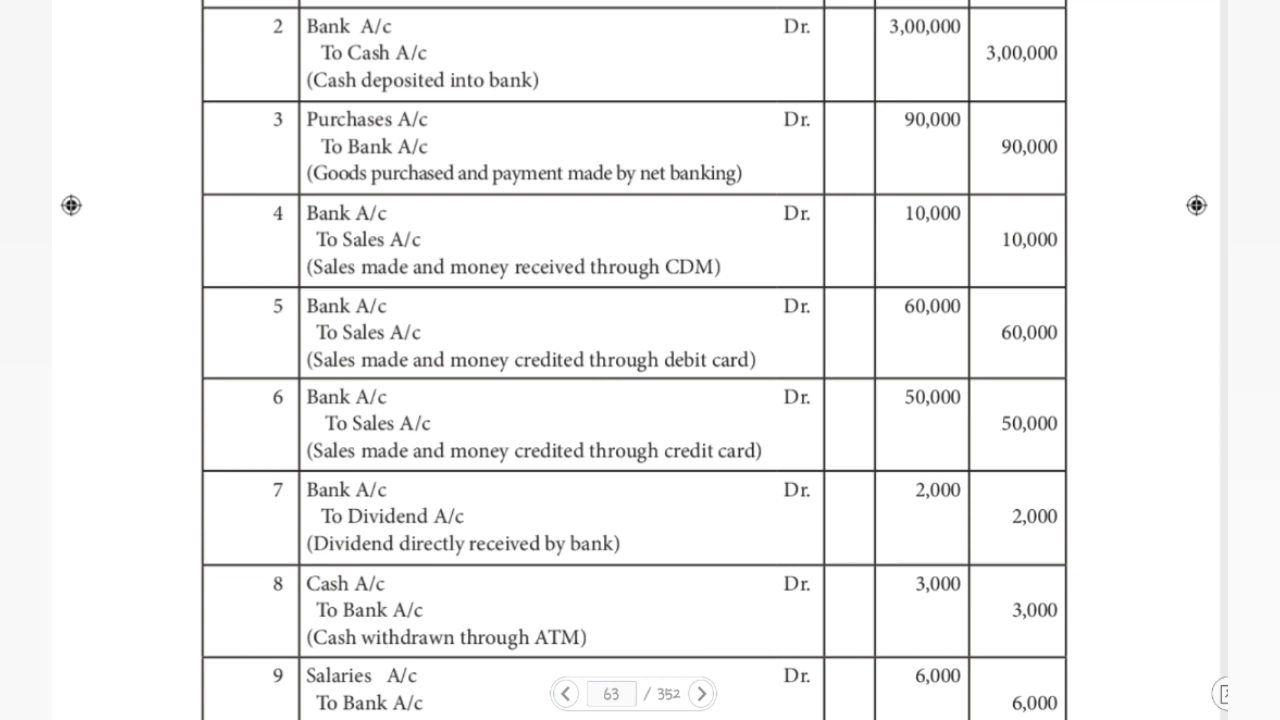 2 Bank A/c Dr. 3,00,000
To Cash A/c 3,00,000
(Cash deposited into bank)
3 Purchases A/c Dr. 90,000
To Bank A/c 90,000
(Goods purchased and payment made by net banking)
4 Bank A/c Dr. 10,000
To Sales A/c 10,000
(Sales made and money received through CDM)
5 Bank A/c Dr. 60,000
To Sales A/c 60,000
(Sales made and money credited through debit card)
6 Bank A/c Dr. 50,000
To Sales A/c 50,000
(Sales made and money credited through credit card)
7 Bank A/c Dr. 2,000
To Dividend A/c 2,000
(Dividend directly received by bank)
8 Cash A/c Dr. 3,000
To Bank A/c 3,000
(Cash withdrawn through ATM)
9 Salaries A/c Dr. 6,000
To Bank A/c 6,000
63 / 352